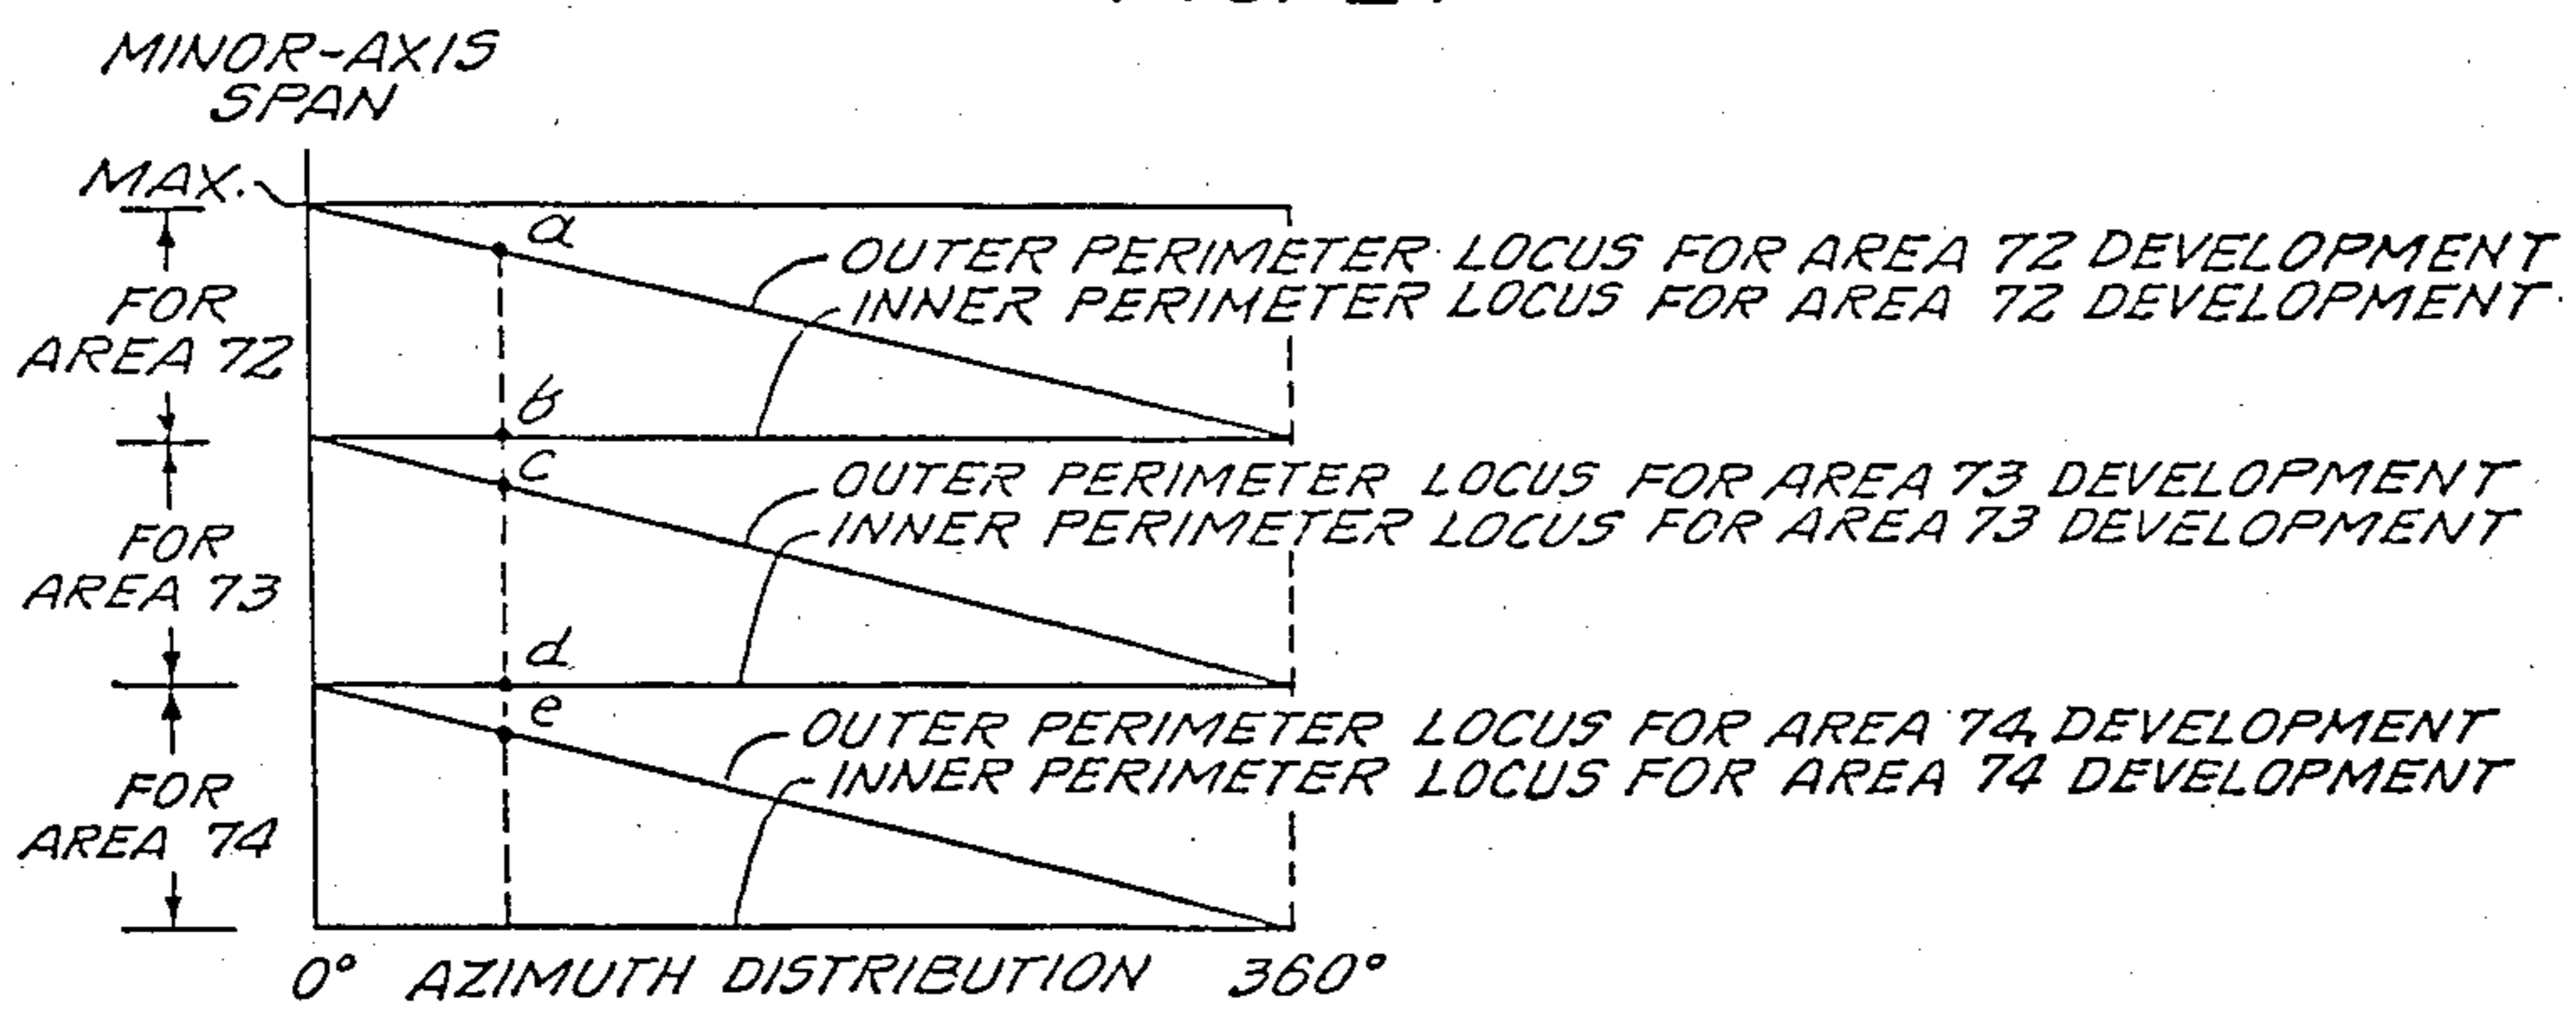 MINOR-AXIS
SPAN
MAX.
a
OUTER PERIMETER LOCUS FOR AREA 72 DEVELOPMENT
INNER PERIMETER LOCUS FOR AREA 72 DEVELOPMENT
FOR
AREA 72
b
c
OUTER PERIMETER LOCUS FOR AREA 73 DEVELOPMENT
INNER PERIMETER LOCUS FOR AREA 73 DEVELOPMENT
FOR
AREA 73
d
e
OUTER PERIMETER LOCUS FOR AREA 74 DEVELOPMENT
INNER PERIMETER LOCUS FOR AREA 74 DEVELOPMENT
FOR
AREA 74
0° AZIMUTH DISTRIBUTION 360°